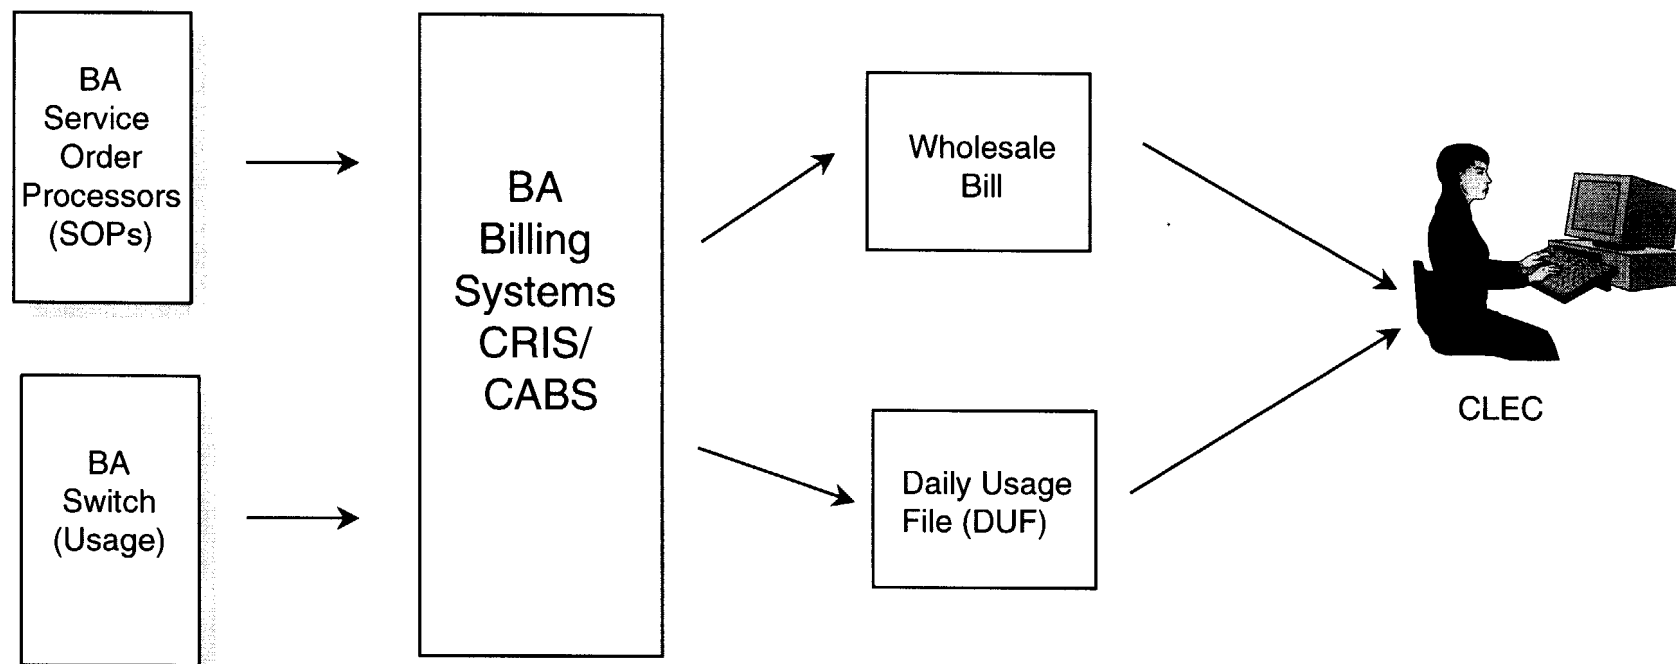 BA
Service
Order
Processors
(SOPs)
BA
Switch
(Usage)
BA
Billing
Systems
CRIS/
CABS
Wholesale
Bill
Daily Usage
File (DUF)
CLEC